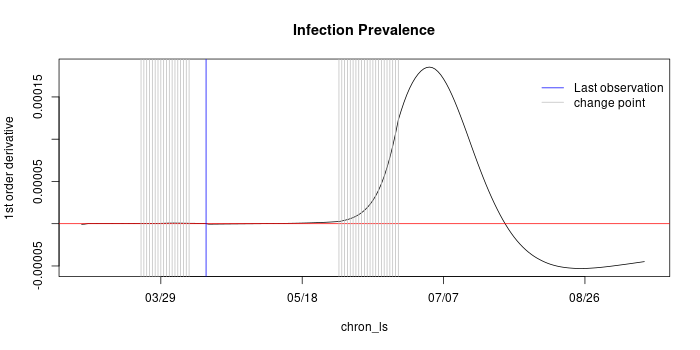 Infection Prevalence
1st order derivative
0.00015
0.00005
-0.00005
Last observation
change point
03/29
05/18
07/07
08/26
chron_ls